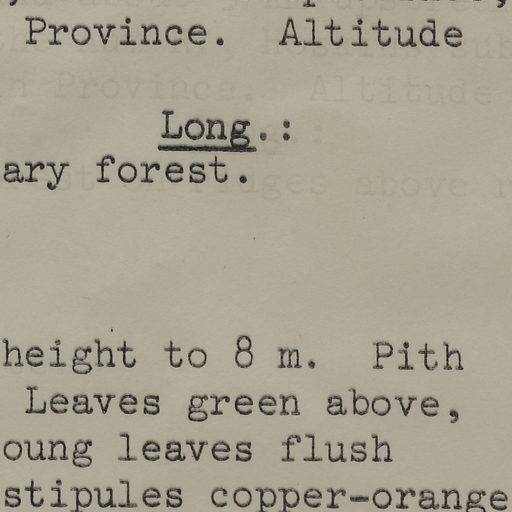 Province. Altitude
Long.:
ary forest.
height to 8 m. Pith
Leaves green above,
oung leaves flush
stipules copper-orange